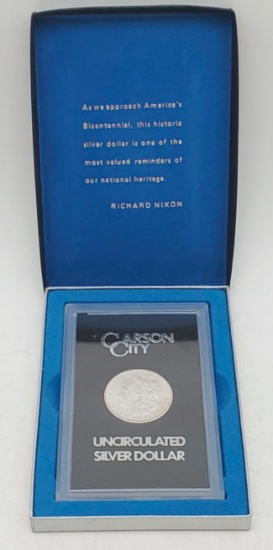 As we approach America's
Bicentennial, this historic
silver dollar is one of the
most valued reminders of
our national heritage.
RICHARD NIXON
CARSON
CITY
UNCIRCULATED
SILVER DOLLAR